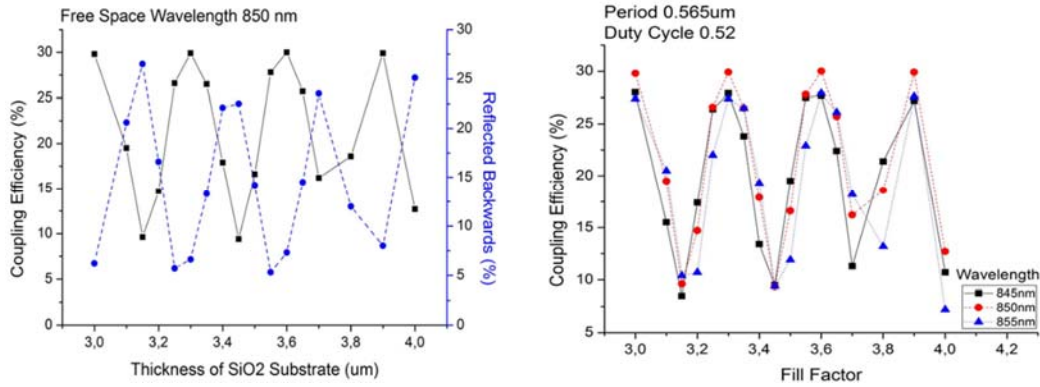 Free Space Wavelength 850 nm
Coupling Efficiency (%)
30
25
20
15
10
5
0
30
25
20
15
10
5
0
Reflected Backwards (%)
3,0 3,2 3,4 3,6 3,8 4,0
Thickness of SiO2 Substrate (um)
Period 0.565um
Duty Cycle 0.52
Coupling Efficiency (%)
30
25
20
15
10
5
Wavelength
845nm
850nm
855nm
3,0 3,2 3,4 3,6 3,8 4,0 4,2
Fill Factor